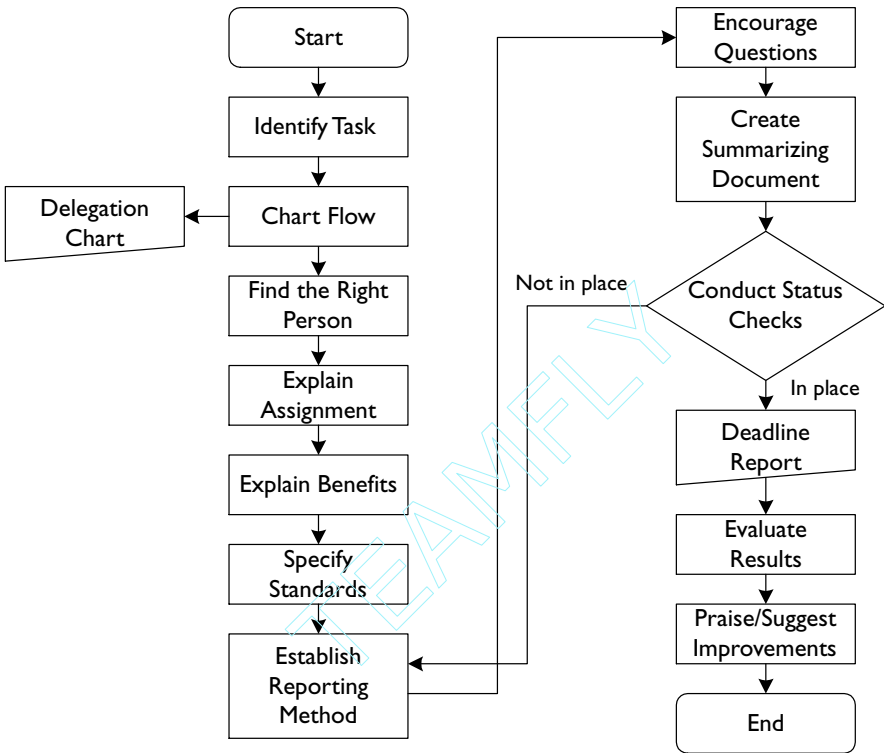 Start
Identify Task
Delegation
Chart
Chart Flow
Find the Right
Person
Explain
Assignment
Explain Benefits
Specify
Standards
Establish
Reporting
Method
Encourage
Questions
Create
Summarizing
Document
Not in place
Conduct Status
Checks
In place
Deadline
Report
Evaluate
Results
Praise/Suggest
Improvements
End
TEAMFLY